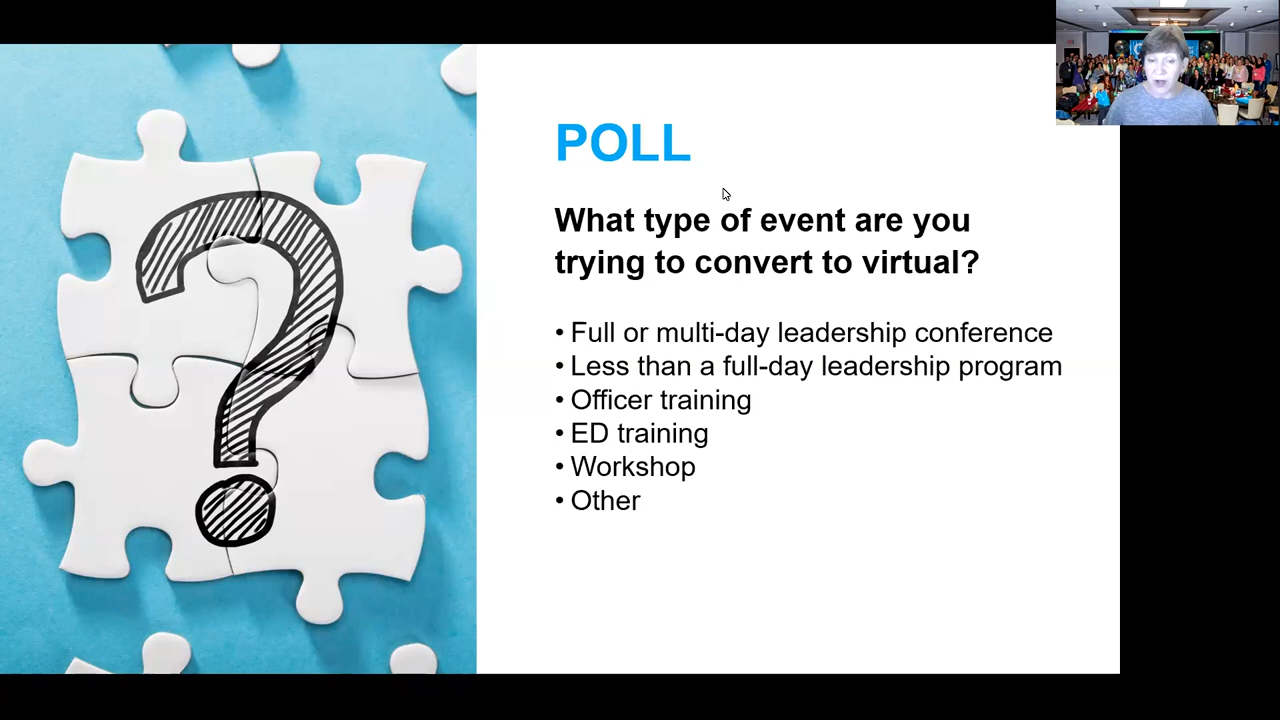 POLL
What type of event are you
trying to convert to virtual?
• Full or multi-day leadership conference
• Less than a full-day leadership program
• Officer training
• ED training
• Workshop
• Other